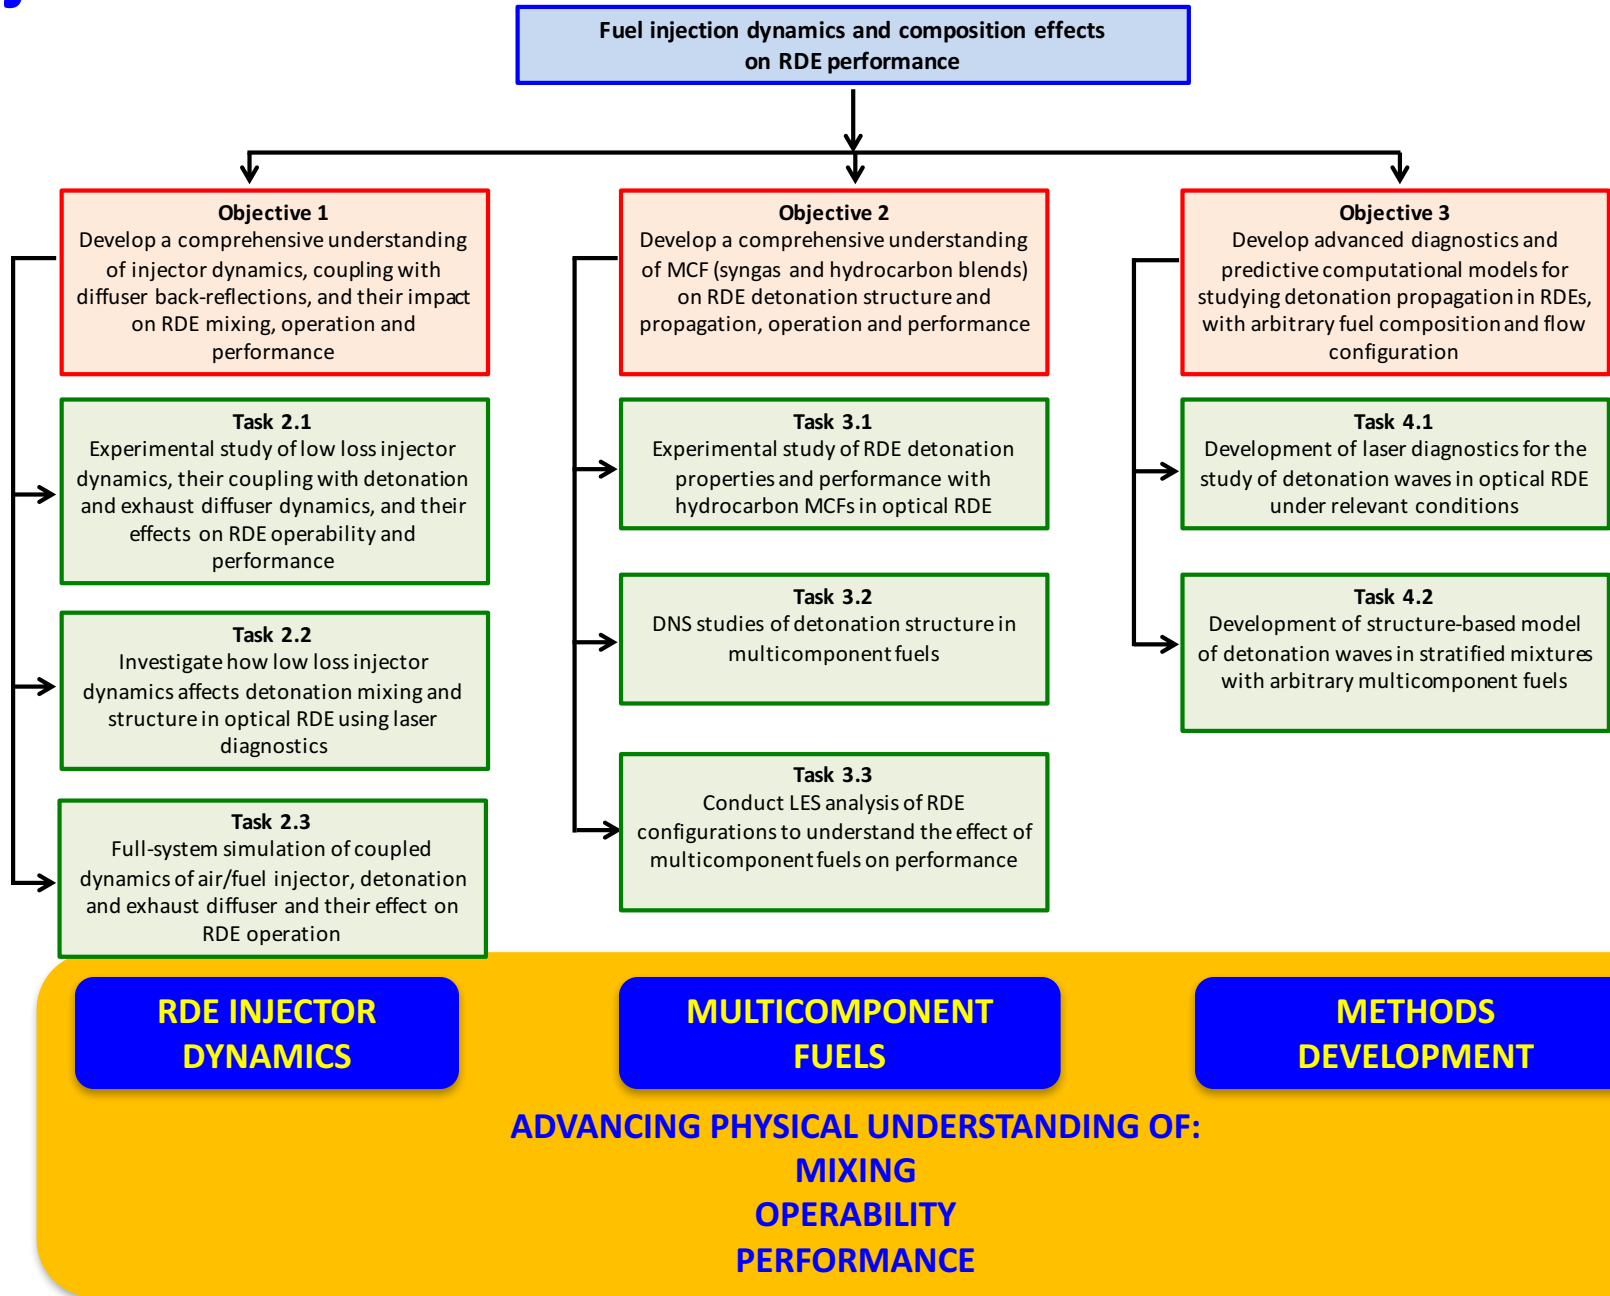 Fuel injection dynamics and composition effects
on RDE performance
Objective 1
Develop a comprehensive understanding
of injector dynamics, coupling with
diffuser back-reflections, and their impact
on RDE mixing, operation and
performance
Objective 2
Develop a comprehensive understanding
of MCF (syngas and hydrocarbon blends)
on RDE detonation structure and
propagation, operation and performance
Objective 3
Develop advanced diagnostics and
predictive computational models for
studying detonation propagation in RDEs,
with arbitrary fuel composition and flow
configuration
Task 2.1
Experimental study of low loss injector
dynamics, their coupling with detonation
and exhaust diffuser dynamics, and their
effects on RDE operability and
performance
Task 3.1
Experimental study of RDE detonation
properties and performance with
hydrocarbon MCFs in optical RDE
Task 4.1
Development of laser diagnostics for the
study of detonation waves in optical RDE
under relevant conditions
Task 2.2
Investigate how low loss injector
dynamics affects detonation mixing and
structure in optical RDE using laser
diagnostics
Task 3.2
DNS studies of detonation structure in
multicomponent fuels
Task 4.2
Development of structure-based model
of detonation waves in stratified mixtures
with arbitrary multicomponent fuels
Task 2.3
Full-system simulation of coupled
dynamics of air/fuel injector, detonation
and exhaust diffuser and their effect on
RDE operation
Task 3.3
Conduct LES analysis of RDE
configurations to understand the effect of
multicomponent fuels on performance
RDE INJECTOR
DYNAMICS
MULTICOMPONENT
FUELS
METHODS
DEVELOPMENT
ADVANCING PHYSICAL UNDERSTANDING OF:
MIXING
OPERABILITY
PERFORMANCE